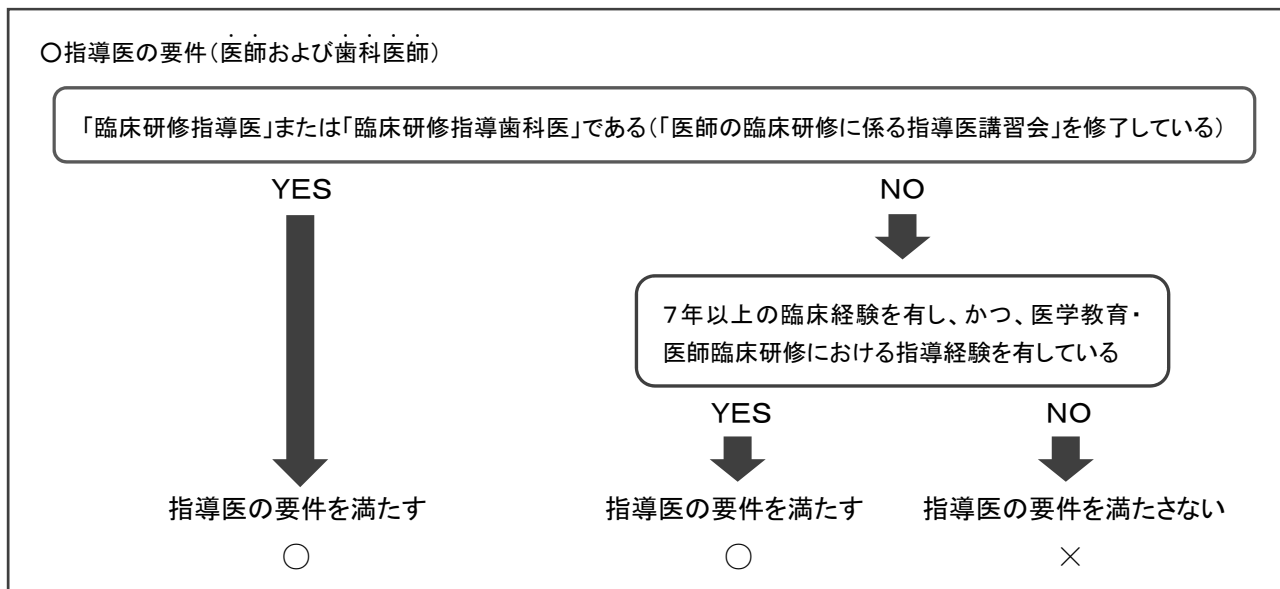 〇指導医の要件(医師および歯科医師)
「臨床研修指導医」または「臨床研修指導歯科医」である(「医師の臨床研修に係る指導医講習会」を修了している)
YES NO
7年以上の臨床経験を有し、かつ、医学教育・
医師臨床研修における指導経験を有している
YES NO
指導医の要件を満たす 指導医の要件を満たす 指導医の要件を満たさない
〇 〇 ×